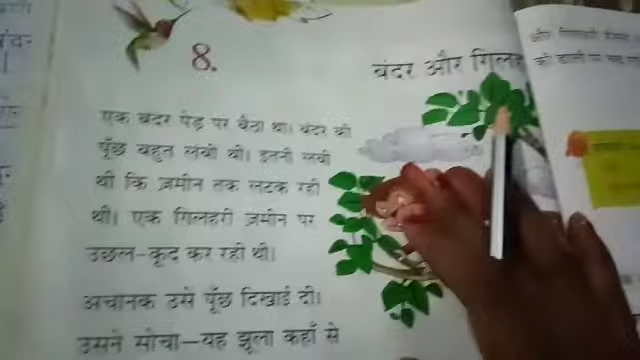 8.
बंदर और गिलह
एक बंदर पेड़ पर बैठा था। बंदर की
पूँछ बहुत लंबी थी। इतनी लंबी
थी कि ज़मीन तक लटक रही
थी। एक गिलहरी ज़मीन पर
उछल-कूद कर रही थी।
अचानक उसे पूँछ दिखाई दी।
उसने सोचा—यह झूला कहाँ से